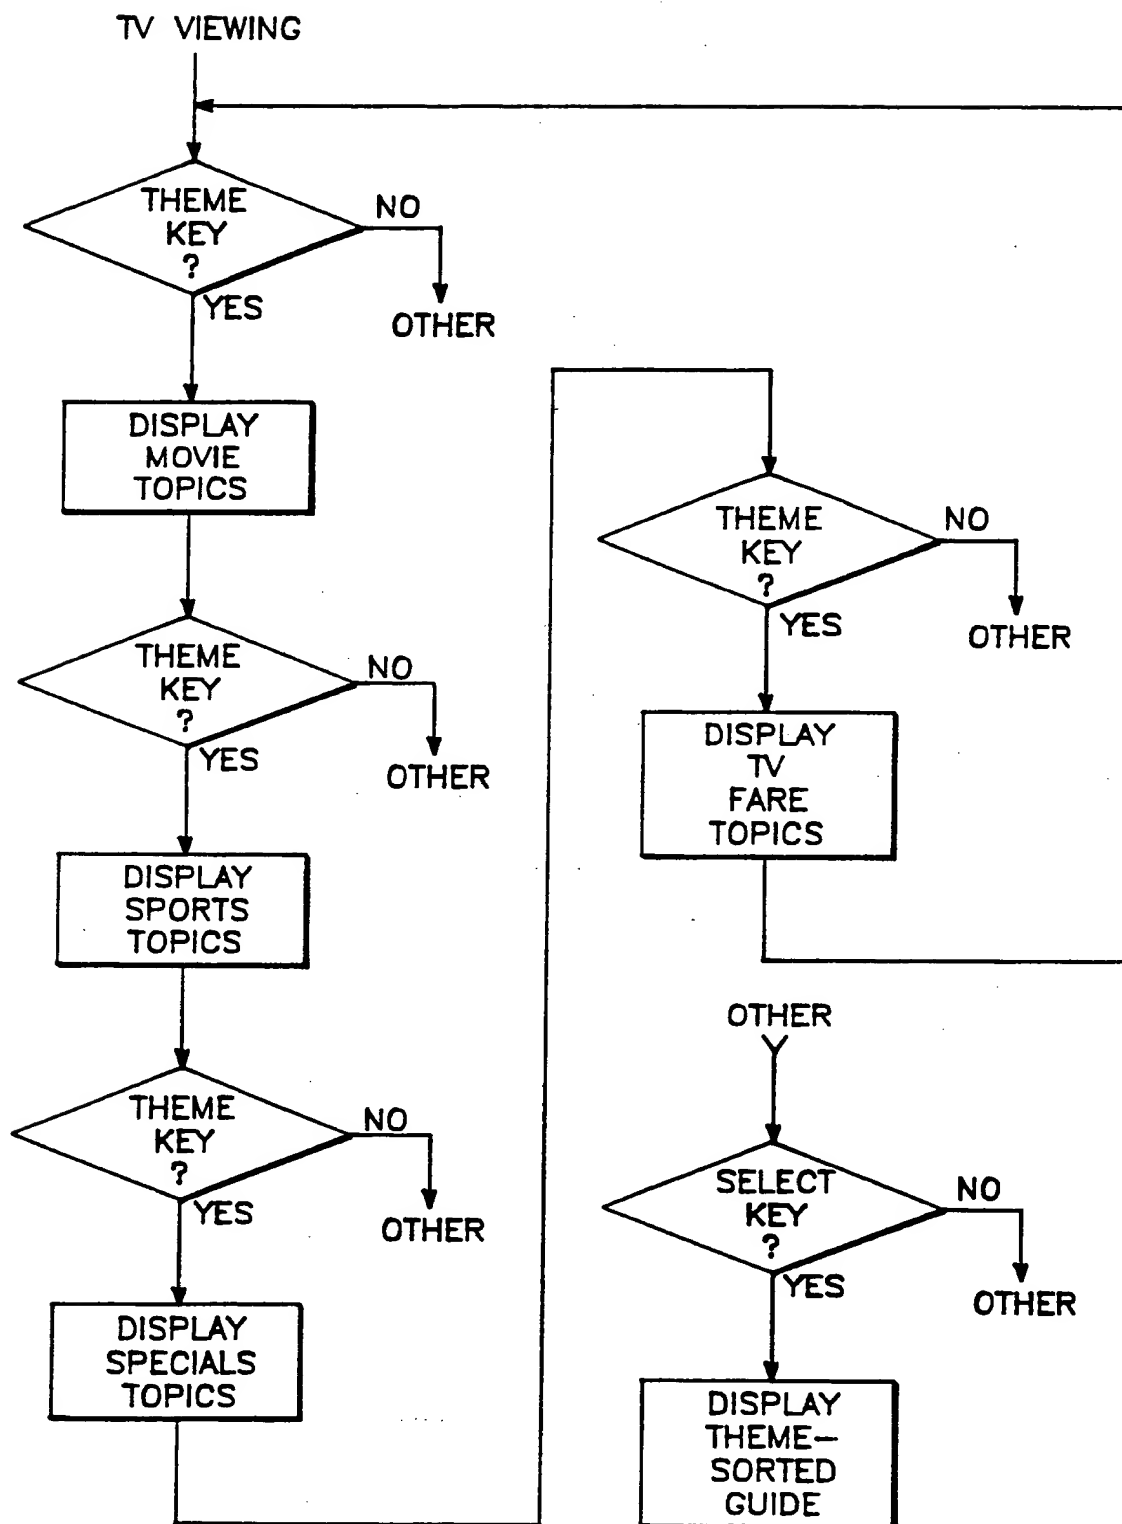 TV VIEWING
THEME
KEY
?
NO
YES
OTHER
DISPLAY
MOVIE
TOPICS
THEME
KEY
?
NO
YES
OTHER
DISPLAY
SPORTS
TOPICS
THEME
KEY
?
NO
YES
OTHER
DISPLAY
SPECIALS
TOPICS
THEME
KEY
?
NO
YES
OTHER
DISPLAY
TV
FARE
TOPICS
OTHER
SELECT
KEY
?
NO
YES
OTHER
DISPLAY
THEME-
SORTED
GUIDE